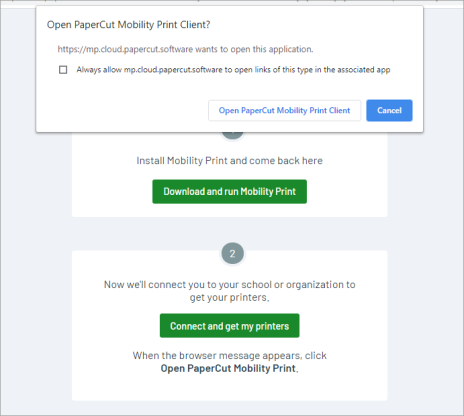 Open PaperCut Mobility Print Client?
https://mp.cloud.papercut.software wants to open this application.
Always allow mp.cloud.papercut.software to open links of this type in the associated app
Open PaperCut Mobility Print Client
Cancel
Install Mobility Print and come back here
Download and run Mobility Print
2
Now we'll connect you to your school or organization to
get your printers.
Connect and get my printers
When the browser message appears, click
Open PaperCut Mobility Print.